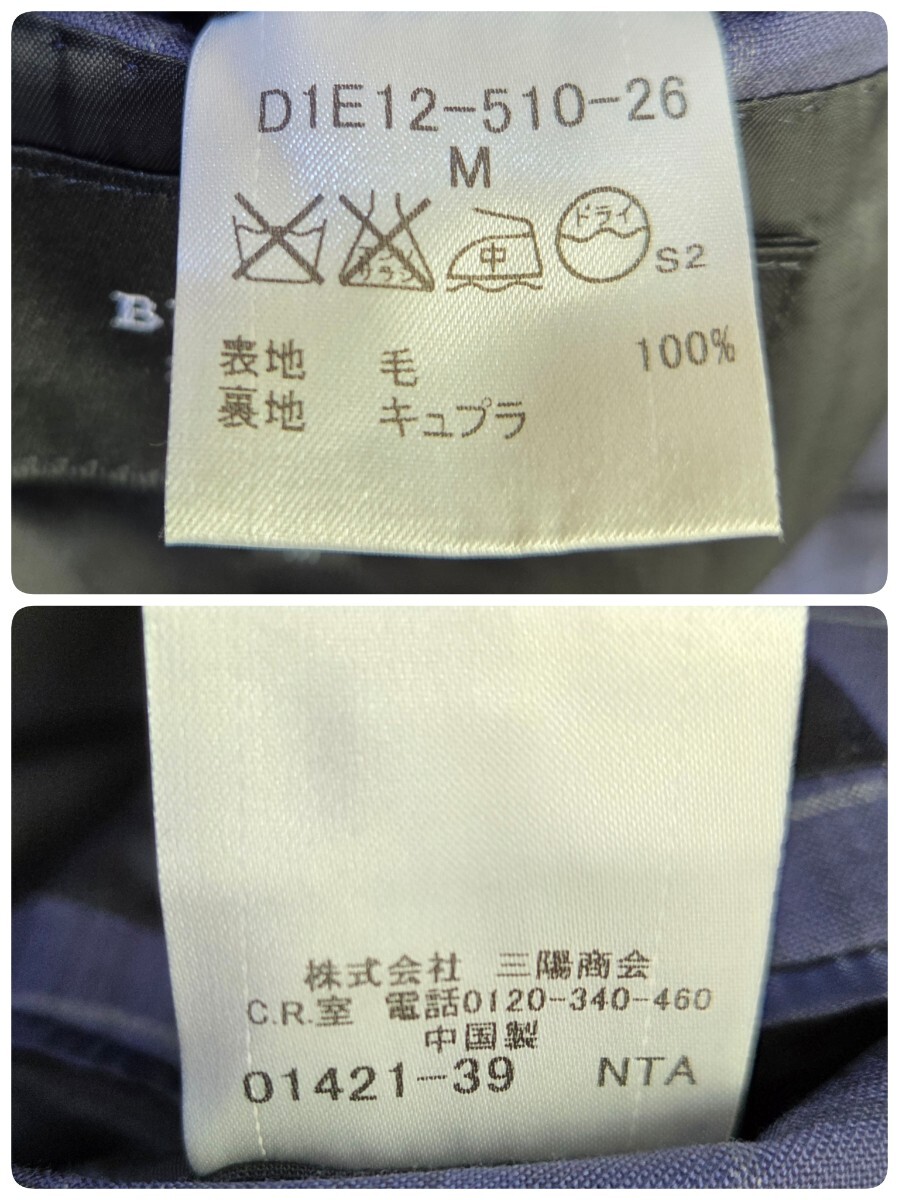 D1E12-510-26
M
中
ドライ
S2
表地 毛 100%
裏地 キュプラ
B
株式会社 三陽商会
C.R.室 電話0120-340-460
中国製
01421-39 NTA